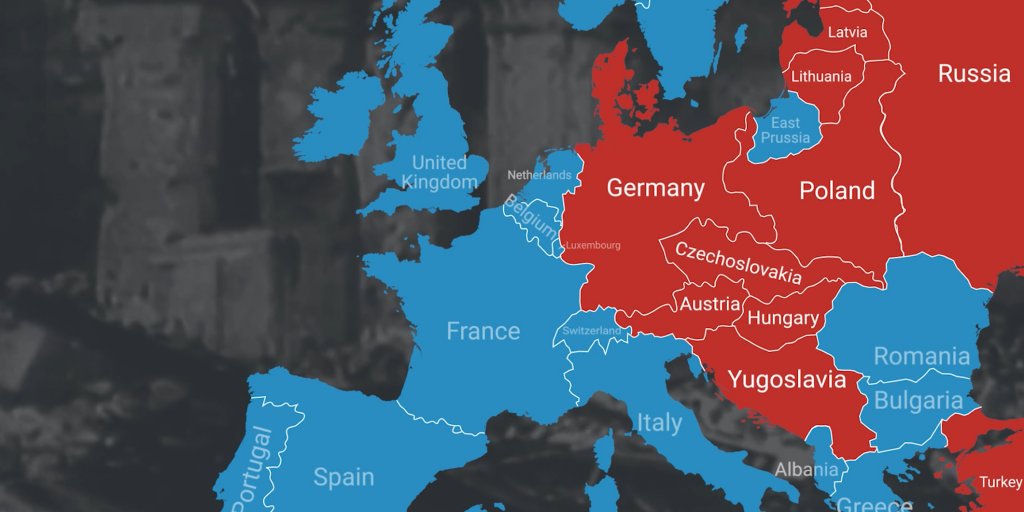 Latvia
Russia
Lithuania
East
Prussia
United
Kingdom
Netherlands
Germany
Poland
Belgium
Luxembourg
Czechoslovakia
Austria
Hungary
France
Switzerland
Romania
Yugoslavia
Bulgaria
Italy
Portugal
Spain
Albania
Turkey
Greece